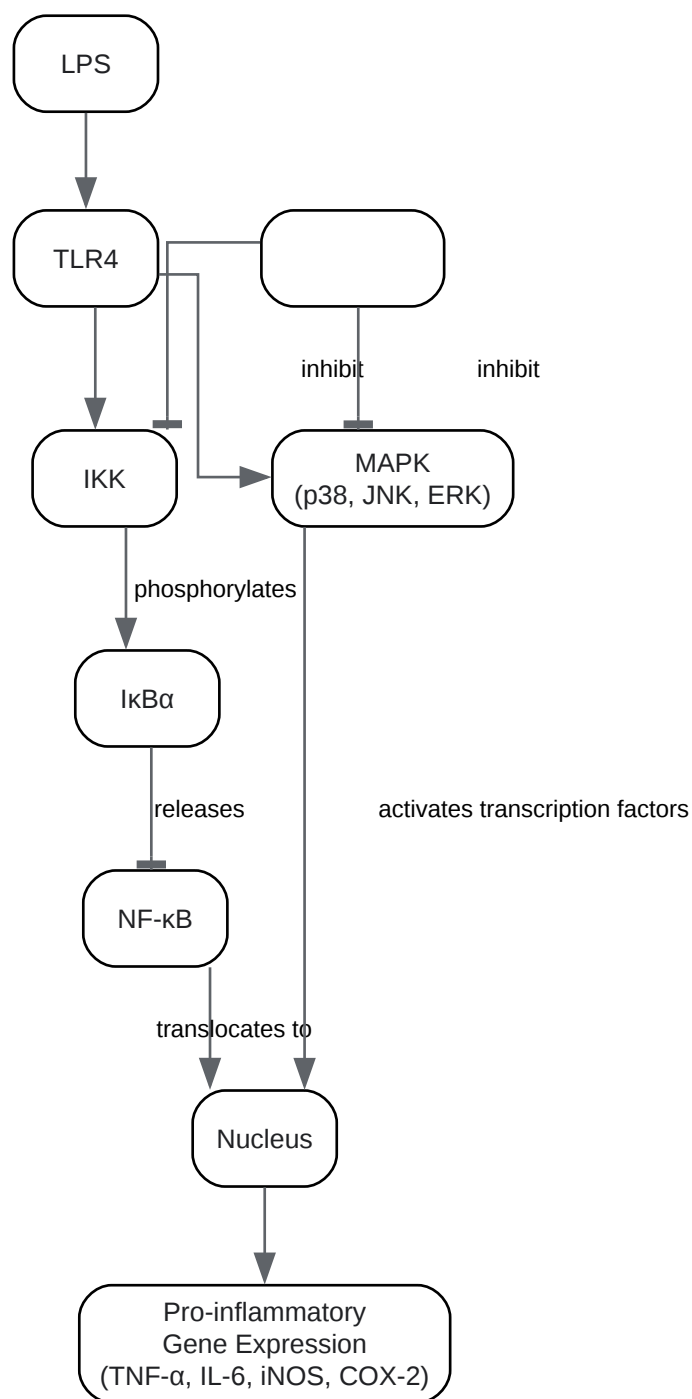 LPS
TLR4
inhibit
inhibit
IKK
MAPK
(p38, JNK, ERK)
phosphorylates
IκBα
releases
activates transcription factors
NF-κB
translocates to
Nucleus
Pro-inflammatory
Gene Expression
(TNF-α, IL-6, iNOS, COX-2)